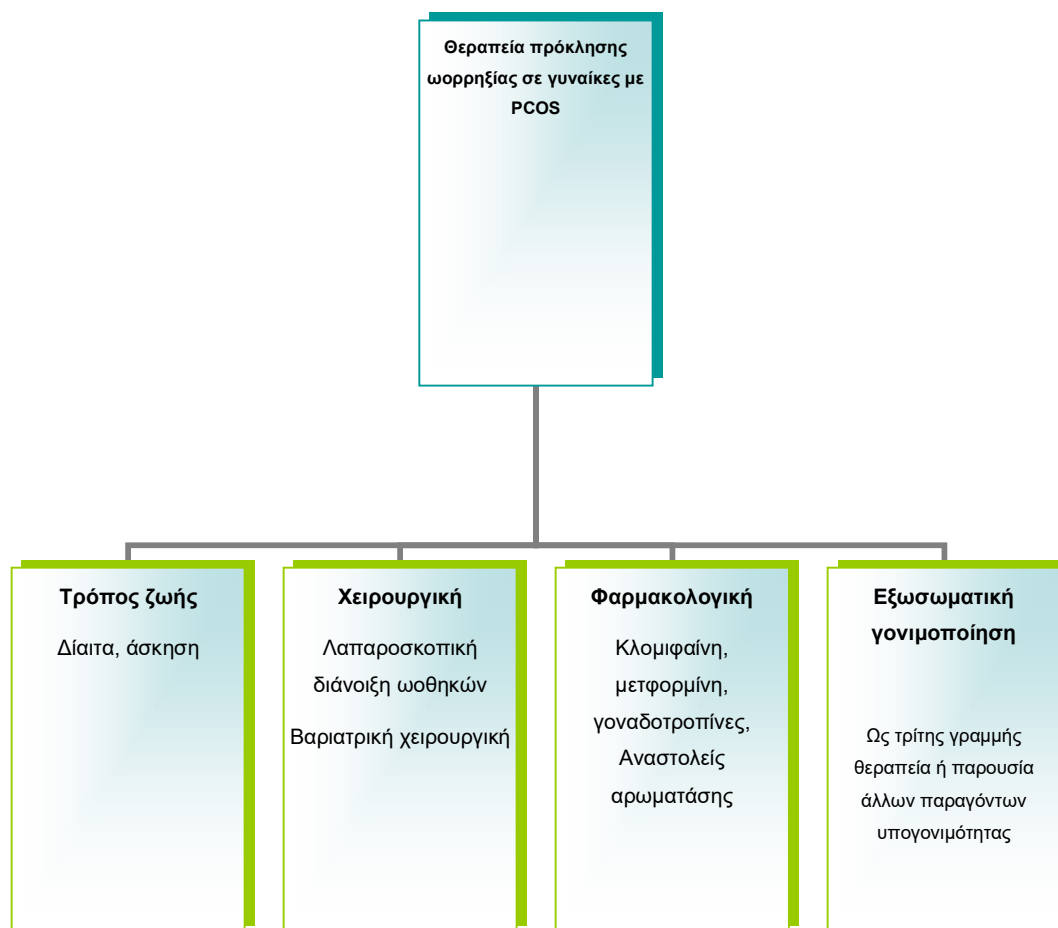 Θεραπεία πρόκλησης
ωορρηξίας σε γυναίκες με
PCOS
Τρόπος ζωής
Δίαιτα, άσκηση
Χειρουργική
Λαπαροσκοπική
διάνοιξη ωοθηκών
Βαριατρική χειρουργική
Φαρμακολογική
Κλομιφαίνη,
μετφορμίνη,
γοναδοτροπίνες,
Αναστολείς
αρωματάσης
Εξωσωματική
γονιμοποίηση
Ως τρίτης γραμμής
θεραπεία ή παρουσία
άλλων παραγόντων
υπογονιμότητας